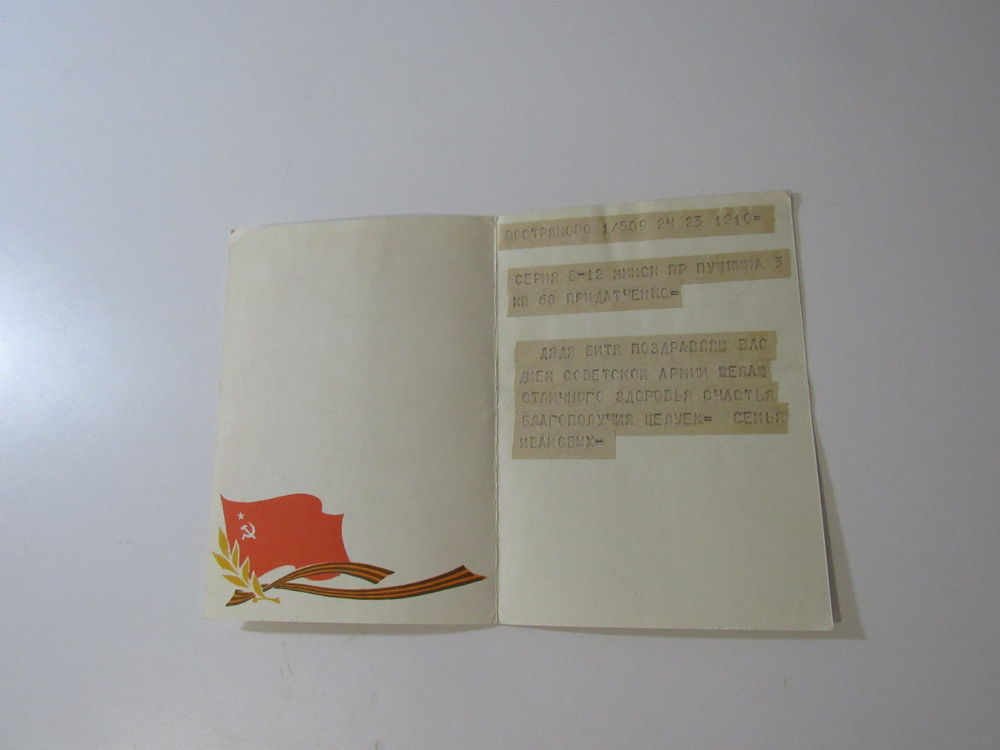 ВОСТРЯКОВО 1/509 24 23 1210=
СЕРИЯ Б-12 МИНСК ПР ПУШКИНА 3
КВ 68 ПРИДАТЧЕНКО=
ДЯДЯ ВИТЯ ПОЗДРАВЛЯЮ ВАС
ДНЕМ СОВЕТСКОЙ АРМИИ ЖЕЛАЮ
ОТЛИЧНОГО ЗДОРОВЬЯ СЧАСТЬЯ
БЛАГОПОЛУЧИЯ ЦЕЛУЕМ= СЕМЬЯ
ИВАНОВЫХ=